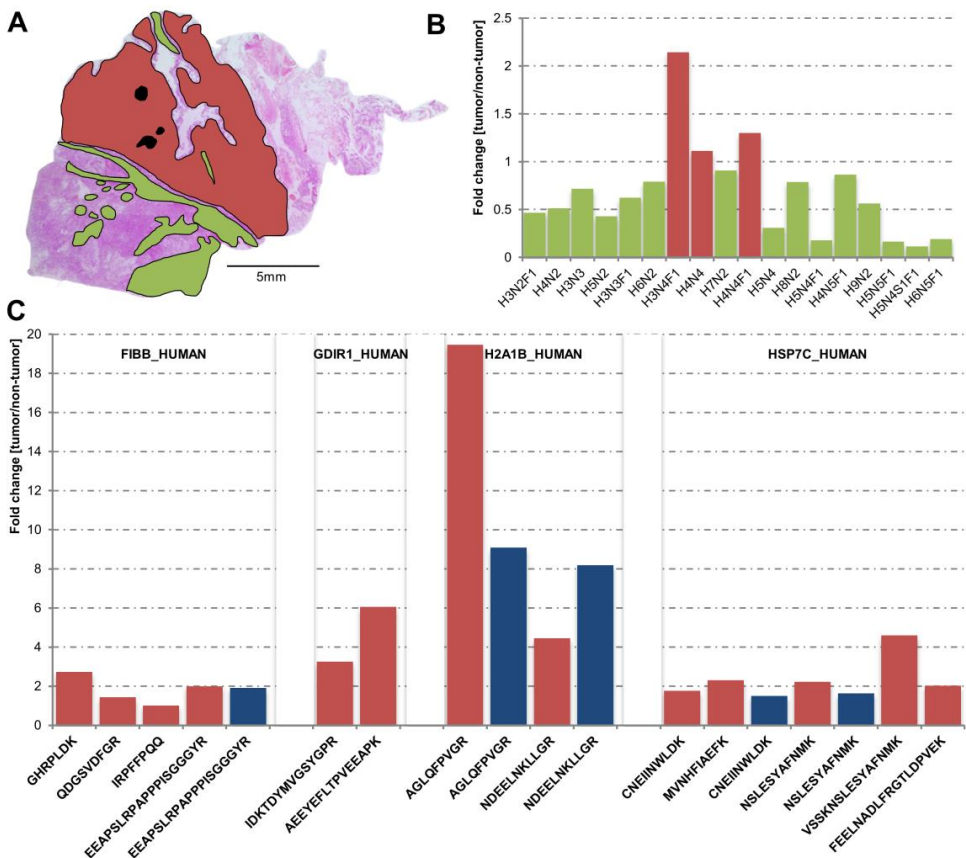 A
5mm
B
Fold change [tumor/non-tumor]
2.5
2
1.5
1
0.5
0
H3N2F1
H4N2
H3N3
H5N2
H3N3F1
H6N2
H3N4F1
H4N4
H7N2
H4N4F1
H5N4
H8N2
H5N4F1
H4N5F1
H9N2
H5N5F1
H5N4S1F1
H6N5F1
C
Fold change [tumor/non-tumor]
20
18
16
14
12
10
8
6
4
2
0
FIBB_HUMAN
GDIR1_HUMAN
H2A1B_HUMAN
HSP7C_HUMAN
GHRPLDK
QDGSVDFGR
IRPFFPQQ
EEAPSLRPAPPPISGGGYR
EEAPSLRPAPPPISGGGYR
IDKTDYMVGSYGPR
AEEYEFLTPVEEAPK
AGLQFPVGR
AGLQFPVGR
NDEELNKLLGR
NDEELNKLLGR
CNEIINWLDK
MVNHFIAEFK
CNEIINWLDK
NSLESYAFNMK
NSLESYAFNMK
VSSKNSLESYAFNMK
FEELNADLFRGTLDPVEK